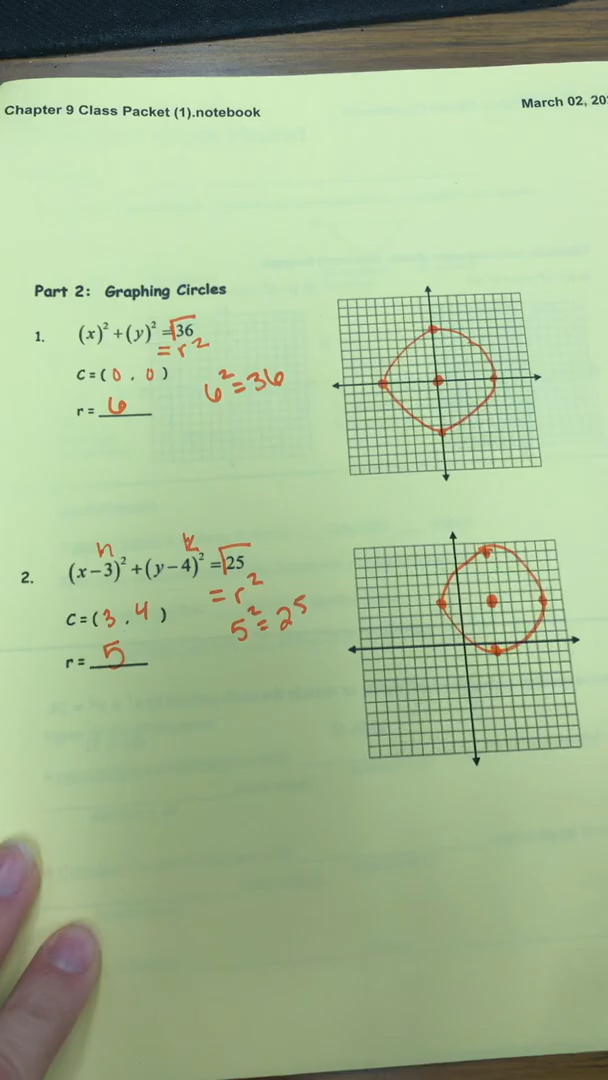 Chapter 9 Class Packet (1).notebook
March 02, 20
Part 2: Graphing Circles
1. (x)² + (y)² = √36
= r²
C = ( 0 , 0 )
6² = 36
r = 6
h k
2. (x – 3)² + (y – 4)² = √25
= r²
C = ( 3 , 4 )
5² = 25
r = 5